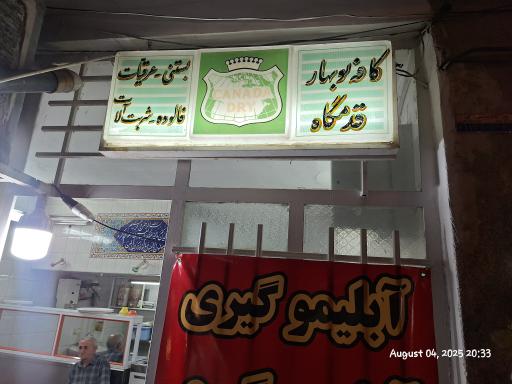 کافه نوبهار
قدمگاه
CANADA
DRY
بستنی - عرقیات
فالوده - شربت آلات
آبلیمو گیری
August 04, 2025 20:33